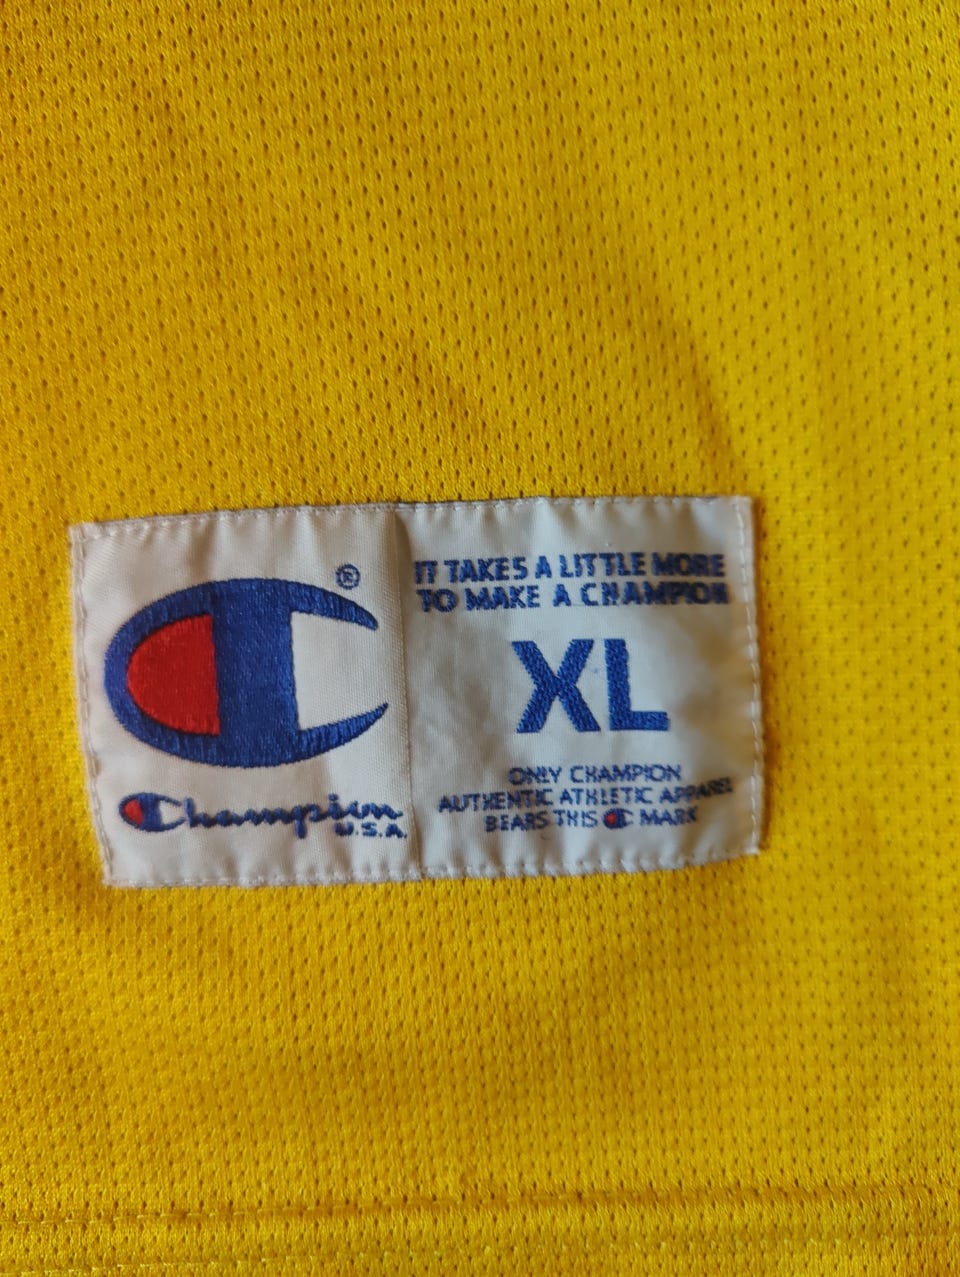 ®
Champion
U.S.A.
IT TAKES A LITTLE MORE
TO MAKE A CHAMPION
XL
ONLY CHAMPION
AUTHENTIC ATHLETIC APPAREL
BEARS THIS C MARK